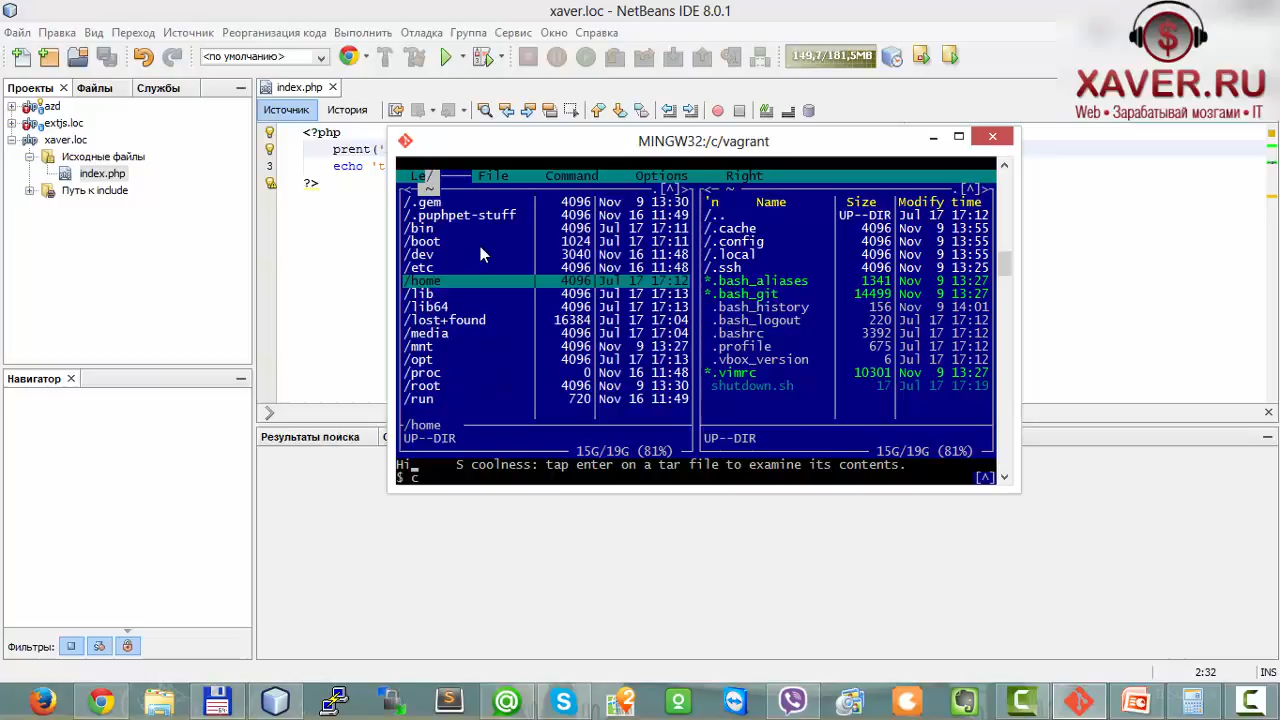 xaver.loc - NetBeans IDE 8.0.1
Файл Правка Вид Переход Источник Реорганизация кода Выполнить Отладка Группа Сервис Окно Справка
<по умолчанию> 149,7/181,5MB
$
XAVER.RU
Web • Зарабатывай мозгами • IT
Проекты Файлы Службы
azd
extjs.loc
xaver.loc
Исходные файлы
index.php
Путь к include
index.php
Источник История
<?php
prent('
3 echo 't
?>
MINGW32:/c/vagrant
Le/ File Command Options Right
<- ~ .[^]> <- ~ .[^]>
/.gem 4096 Nov 9 13:30
/.puphpet-stuff 4096 Nov 16 11:49
/bin 4096 Jul 17 17:11
/boot 1024 Jul 17 17:11
/dev 3040 Nov 16 11:48
/etc 4096 Nov 16 11:48
/home 4096 Jul 17 17:12
/lib 4096 Jul 17 17:13
/lib64 4096 Jul 17 17:13
/lost+found 16384 Jul 17 17:04
/media 4096 Jul 17 17:04
/mnt 4096 Nov 9 13:27
/opt 4096 Jul 17 17:13
/proc 0 Nov 16 11:48
/root 4096 Nov 9 13:30
/run 720 Nov 16 11:49
/home
UP--DIR
15G/19G (81%)
'n Name Size Modify time
/.. UP--DIR Jul 17 17:12
/.cache 4096 Nov 9 13:55
/.config 4096 Nov 9 13:55
/.local 4096 Nov 9 13:55
/.ssh 4096 Nov 9 13:25
*.bash_aliases 1341 Nov 9 13:27
*.bash_git 14499 Nov 9 13:27
.bash_history 156 Nov 9 14:01
.bash_logout 220 Jul 17 17:12
.bashrc 3392 Jul 17 17:12
.profile 675 Jul 17 17:12
.vbox_version 6 Jul 17 17:12
*.vimrc 10301 Nov 9 13:27
shutdown.sh 17 Jul 17 17:19
UP--DIR
15G/19G (81%)
Hi_ S coolness: tap enter on a tar file to examine its contents.
$ c [^]
Навигатор
Результаты поиска
Фильтры:
2:32 INS